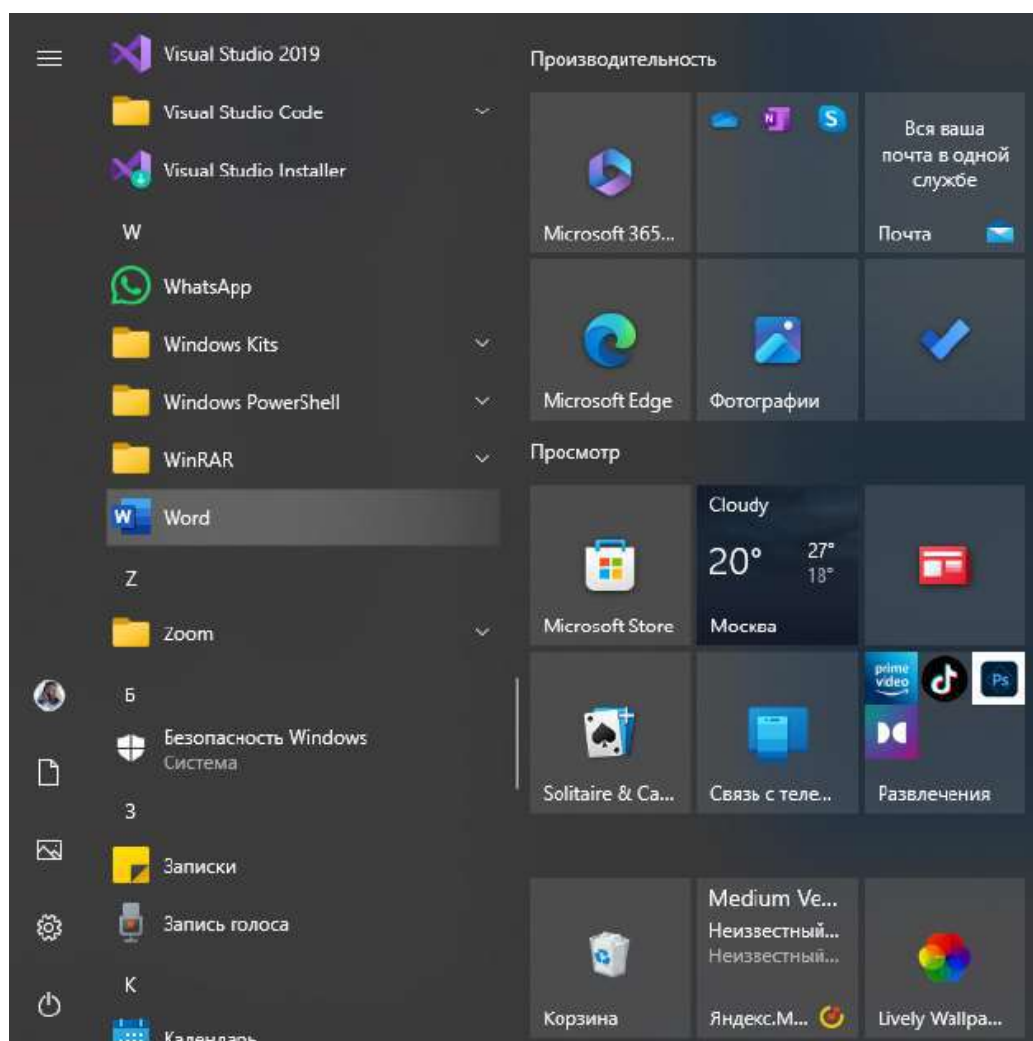 Visual Studio 2019
Visual Studio Code
Visual Studio Installer
W
WhatsApp
Windows Kits
Windows PowerShell
WinRAR
W
Word
Z
Zoom
Б
Безопасность Windows
Система
З
Записки
Запись голоса
К
Календарь
Производительность
Microsoft 365...
N
S
Вся ваша
почта в одной
службе
Почта
Microsoft Edge
Фотографии
Просмотр
Microsoft Store
Cloudy
20° 27°
18°
Москва
Solitaire & Ca...
Связь с теле...
prime
video
Ps
Развлечения
Корзина
Medium Ve...
Неизвестный...
Неизвестный...
Яндекс.М...
Lively Wallpa...